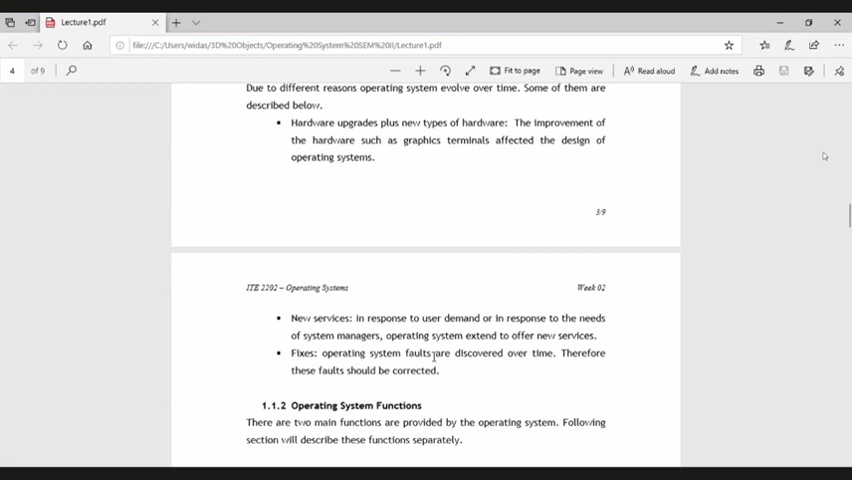 Lecture1.pdf
file:///C:/Users/widas/3D%20Objects/Operating%20System%20SEM%20II/Lecture1.pdf
4 of 9 Fit to page Page view Read aloud Add notes
Due to different reasons operating system evolve over time. Some of them are
described below.
Hardware upgrades plus new types of hardware: The improvement of
the hardware such as graphics terminals affected the design of
operating systems.
3/9
ITE 2202 – Operating Systems Week 02
New services: in response to user demand or in response to the needs
of system managers, operating system extend to offer new services.
Fixes: operating system faults are discovered over time. Therefore
these faults should be corrected.
1.1.2 Operating System Functions
There are two main functions are provided by the operating system. Following
section will describe these functions separately.